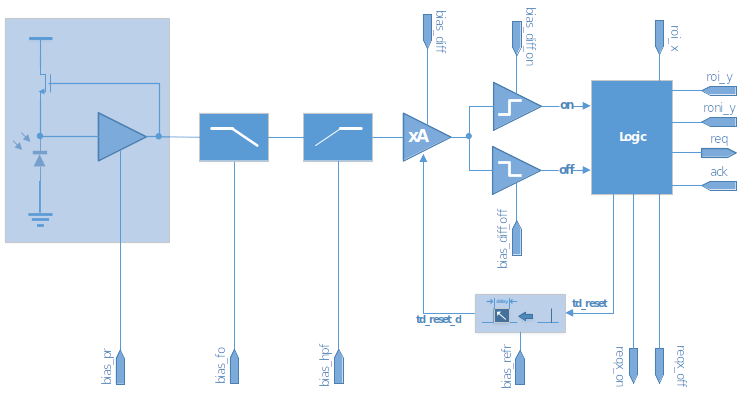 bias_diff
bias_diff_on
roi_x
roi_y
roni_y
req
ack
xA
on
off
Logic
bias_diff_off
delay
td_reset
td_reset_d
bias_pr
bias_fo
bias_hpf
bias_refr
reqx_on
reqx_off